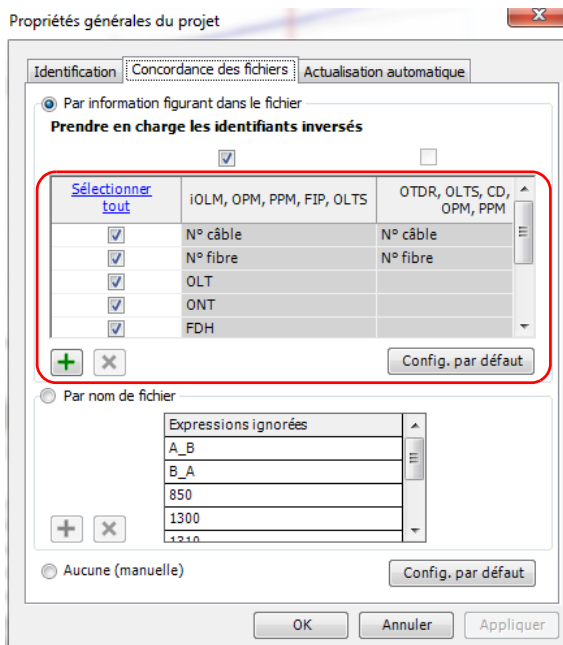 Propriétés générales du projet
Identification Concordance des fichiers Actualisation automatique
Par information figurant dans le fichier
Prendre en charge les identifiants inversés
Sélectionner tout
iOLM, OPM, PPM, FIP, OLTS
OTDR, OLTS, CD, OPM, PPM
N° câble N° câble
N° fibre N° fibre
OLT
ONT
FDH
Config. par défaut
Par nom de fichier
Expressions ignorées
A_B
B_A
850
1300
1310
Aucune (manuelle)
Config. par défaut
OK Annuler Appliquer